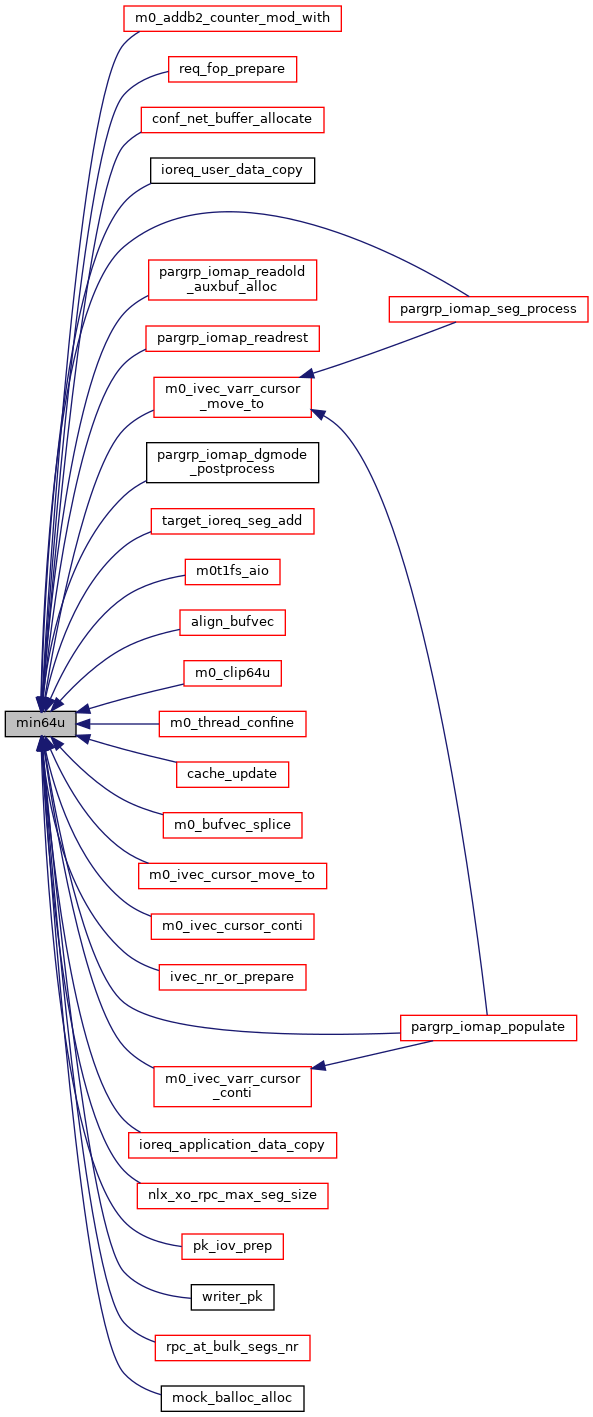 m0_addb2_counter_mod_with
req_fop_prepare
conf_net_buffer_allocate
ioreq_user_data_copy
pargrp_iomap_readold
_auxbuf_alloc
pargrp_iomap_seg_process
pargrp_iomap_readrest
m0_ivec_varr_cursor
_move_to
pargrp_iomap_dgmode
_postprocess
target_ioreq_seg_add
m0t1fs_aio
align_bufvec
m0_clip64u
min64u
m0_thread_confine
cache_update
m0_bufvec_splice
m0_ivec_cursor_move_to
m0_ivec_cursor_conti
ivec_nr_or_prepare
pargrp_iomap_populate
m0_ivec_varr_cursor
_conti
ioreq_application_data_copy
nlx_xo_rpc_max_seg_size
pk_iov_prep
writer_pk
rpc_at_bulk_segs_nr
mock_balloc_alloc